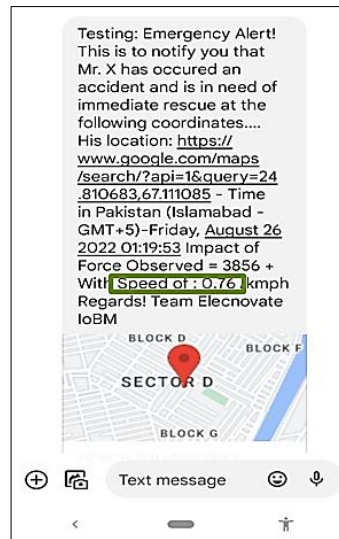 Testing: Emergency Alert!
This is to notify you that
Mr. X has occured an
accident and is in need of
immediate rescue at the
following coordinates....
His location: https://
www.google.com/maps
/search/?api=1&query=24
.810683,67.111085 - Time
in Pakistan (Islamabad -
GMT+5)-Friday, August 26
2022 01:19:53 Impact of
Force Observed = 3856 +
With Speed of : 0.76 kmph
Regards! Team Elecnovate
IoBM
BLOCK D
BLOCK F
SECTOR D
BLOCK G
Text message